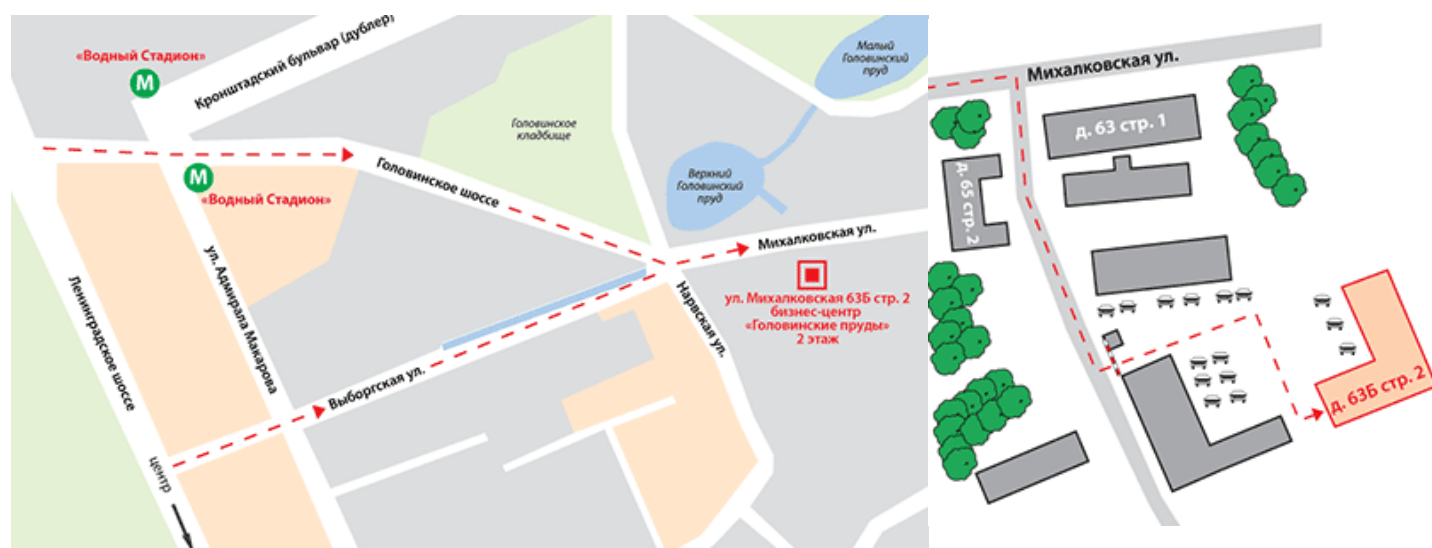 «Водный Стадион»
М
Кронштадский бульвар (дублер)
Малый
Головинский
пруд
Головинское
кладбище
Головинское шоссе
Верхний
Головинский
пруд
М
«Водный Стадион»
Михалковская ул.
ул. Михалковская 63Б стр. 2
бизнес-центр
«Головинские пруды»
2 этаж
Ленинградское шоссе
ул. Адмирала Макарова
Нарвская ул.
Выборгская ул.
центр
Михалковская ул.
д. 63 стр. 1
д. 65 стр. 2
д. 63Б стр. 2